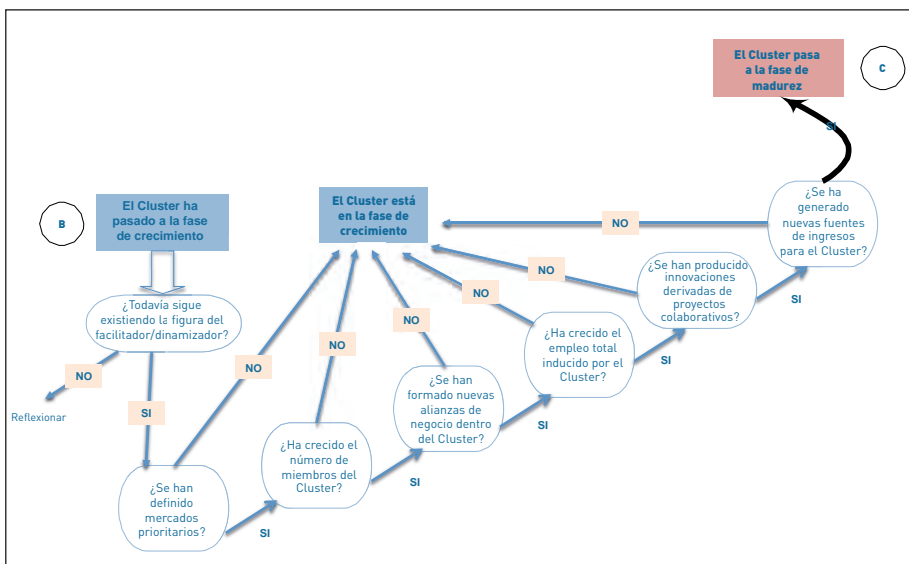 El Cluster pasa
a la fase de
madurez
C
SI
B
El Cluster ha
pasado a la fase
de crecimiento
El Cluster está
en la fase de
crecimiento
¿Se ha
generado
nuevas fuentes
de ingresos
para el Cluster?
NO
¿Todavía sigue
existiendo la figura del
facilitador/dinamizador?
NO
Reflexionar
SI
¿Se han
definido
mercados
prioritarios?
NO
SI
¿Ha crecido el
número de
miembros del
Cluster?
NO
SI
¿Se han
formado nuevas
alianzas de
negocio dentro
del Cluster?
NO
SI
¿Ha crecido el
empleo total
inducido por el
Cluster?
NO
SI
¿Se han producido
innovaciones
derivadas de
proyectos
colaborativos?
NO
SI